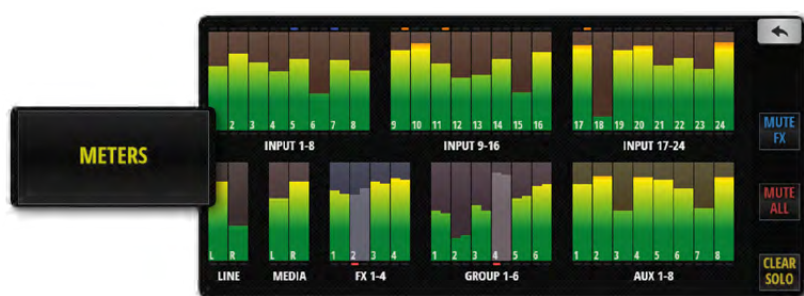 METERS
2 3 4 5 6 7 8
9 10 11 12 13 14 15 16
17 18 19 20 21 22 23 24
INPUT 1-8
INPUT 9-16
INPUT 17-24
MUTE
FX
L R
L R
1 2 3 4
1 2 3 4 5 6
1 2 3 4 5 6 7 8
LINE
MEDIA
FX 1-4
GROUP 1-6
AUX 1-8
MUTE
ALL
CLEAR
SOLO